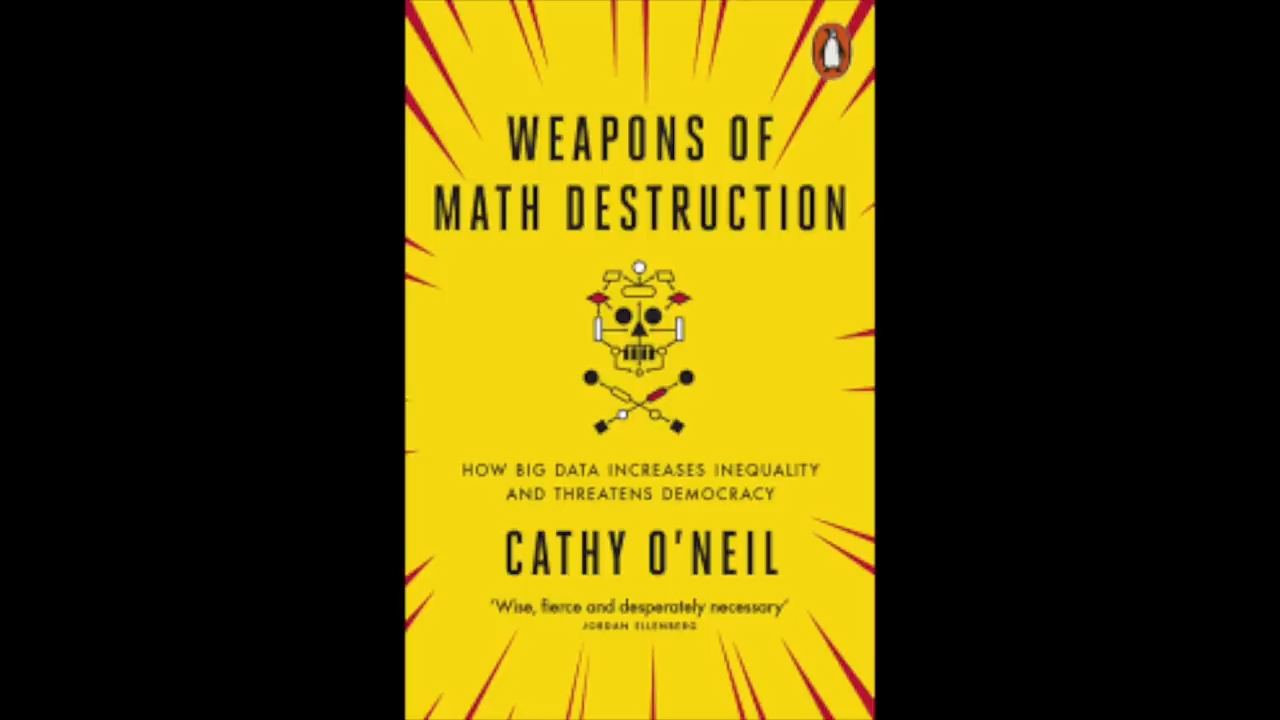 WEAPONS OF
MATH DESTRUCTION
HOW BIG DATA INCREASES INEQUALITY
AND THREATENS DEMOCRACY
CATHY O'NEIL
'Wise, fierce and desperately necessary'
JORDAN ELLENBERG